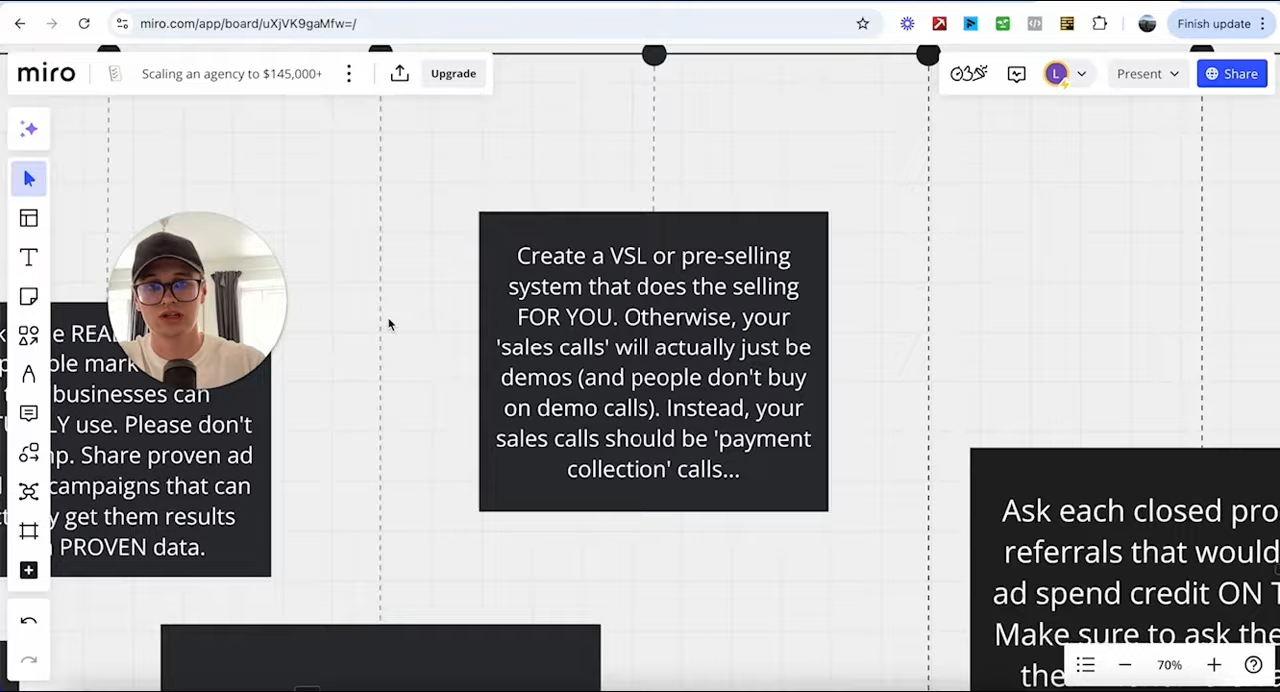 miro.com/app/board/uXjVK9gaMfw=/
Finish update
miro
Scaling an agency to $145,000+
Upgrade
L
Present
Share
Create a VSL or pre-selling
system that does the selling
FOR YOU. Otherwise, your
'sales calls' will actually just be
demos (and people don't buy
on demo calls). Instead, your
sales calls should be 'payment
collection' calls...
businesses can
use. Please don't
Share proven ad
campaigns that can
get them results
PROVEN data.
Ask each closed pro
referrals that would
ad spend credit ON T
Make sure to ask the
the
70%